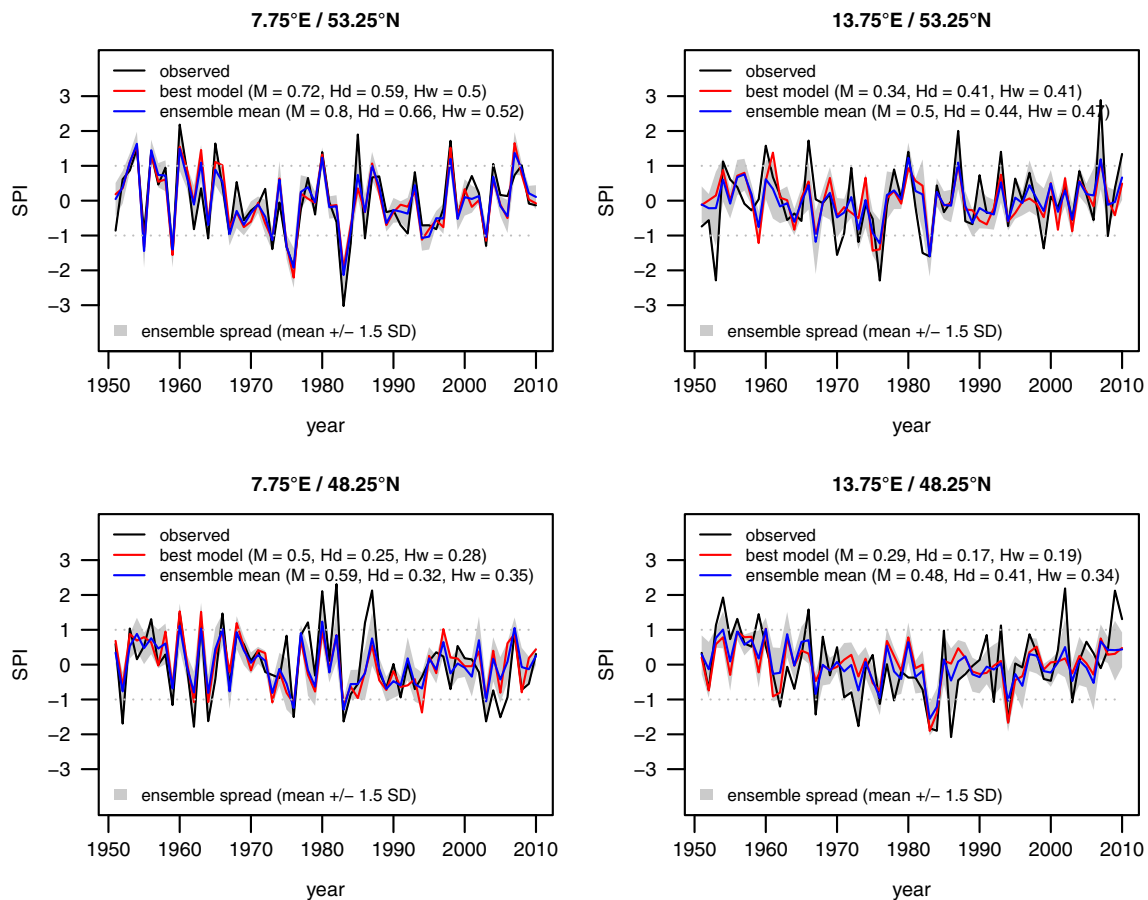 7.75°E / 53.25°N
observed
best model (M = 0.72, Hd = 0.59, Hw = 0.5)
ensemble mean (M = 0.8, Hd = 0.66, Hw = 0.52)
SPI
3
2
1
0
−1
−2
−3
ensemble spread (mean +/− 1.5 SD)
1950 1960 1970 1980 1990 2000 2010
year
13.75°E / 53.25°N
observed
best model (M = 0.34, Hd = 0.41, Hw = 0.41)
ensemble mean (M = 0.5, Hd = 0.44, Hw = 0.47)
SPI
3
2
1
0
−1
−2
−3
ensemble spread (mean +/− 1.5 SD)
1950 1960 1970 1980 1990 2000 2010
year
7.75°E / 48.25°N
observed
best model (M = 0.5, Hd = 0.25, Hw = 0.28)
ensemble mean (M = 0.59, Hd = 0.32, Hw = 0.35)
SPI
3
2
1
0
−1
−2
−3
ensemble spread (mean +/− 1.5 SD)
1950 1960 1970 1980 1990 2000 2010
year
13.75°E / 48.25°N
observed
best model (M = 0.29, Hd = 0.17, Hw = 0.19)
ensemble mean (M = 0.48, Hd = 0.41, Hw = 0.34)
SPI
3
2
1
0
−1
−2
−3
ensemble spread (mean +/− 1.5 SD)
1950 1960 1970 1980 1990 2000 2010
year